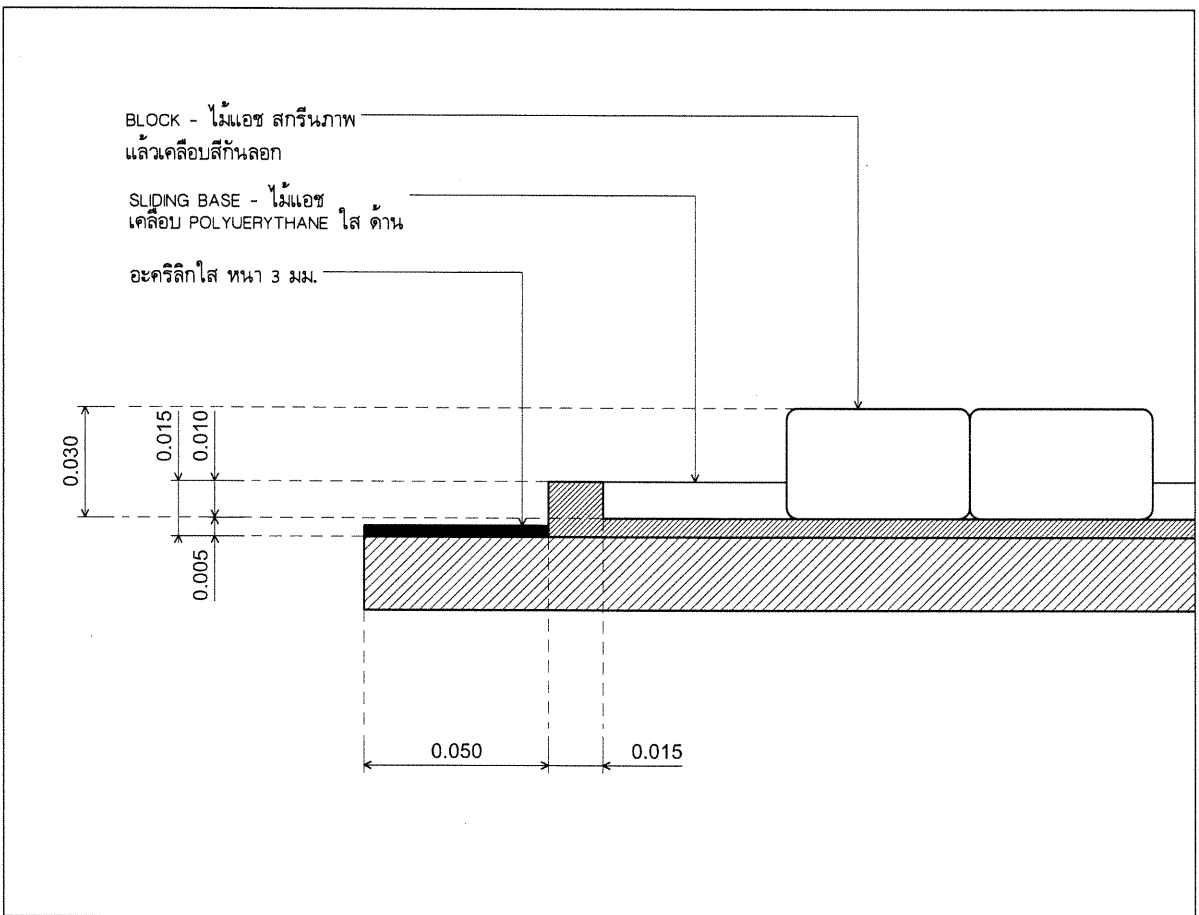 BLOCK - ไม้แอช สกรีนภาพ
แล้วเคลือบสีกันลอก
SLIDING BASE - ไม้แอช
เคลือบ POLYUERYTHANE ใส ด้าน
อะคริลิกใส หนา 3 มม.
0.030
0.015
0.010
0.005
0.050
0.015